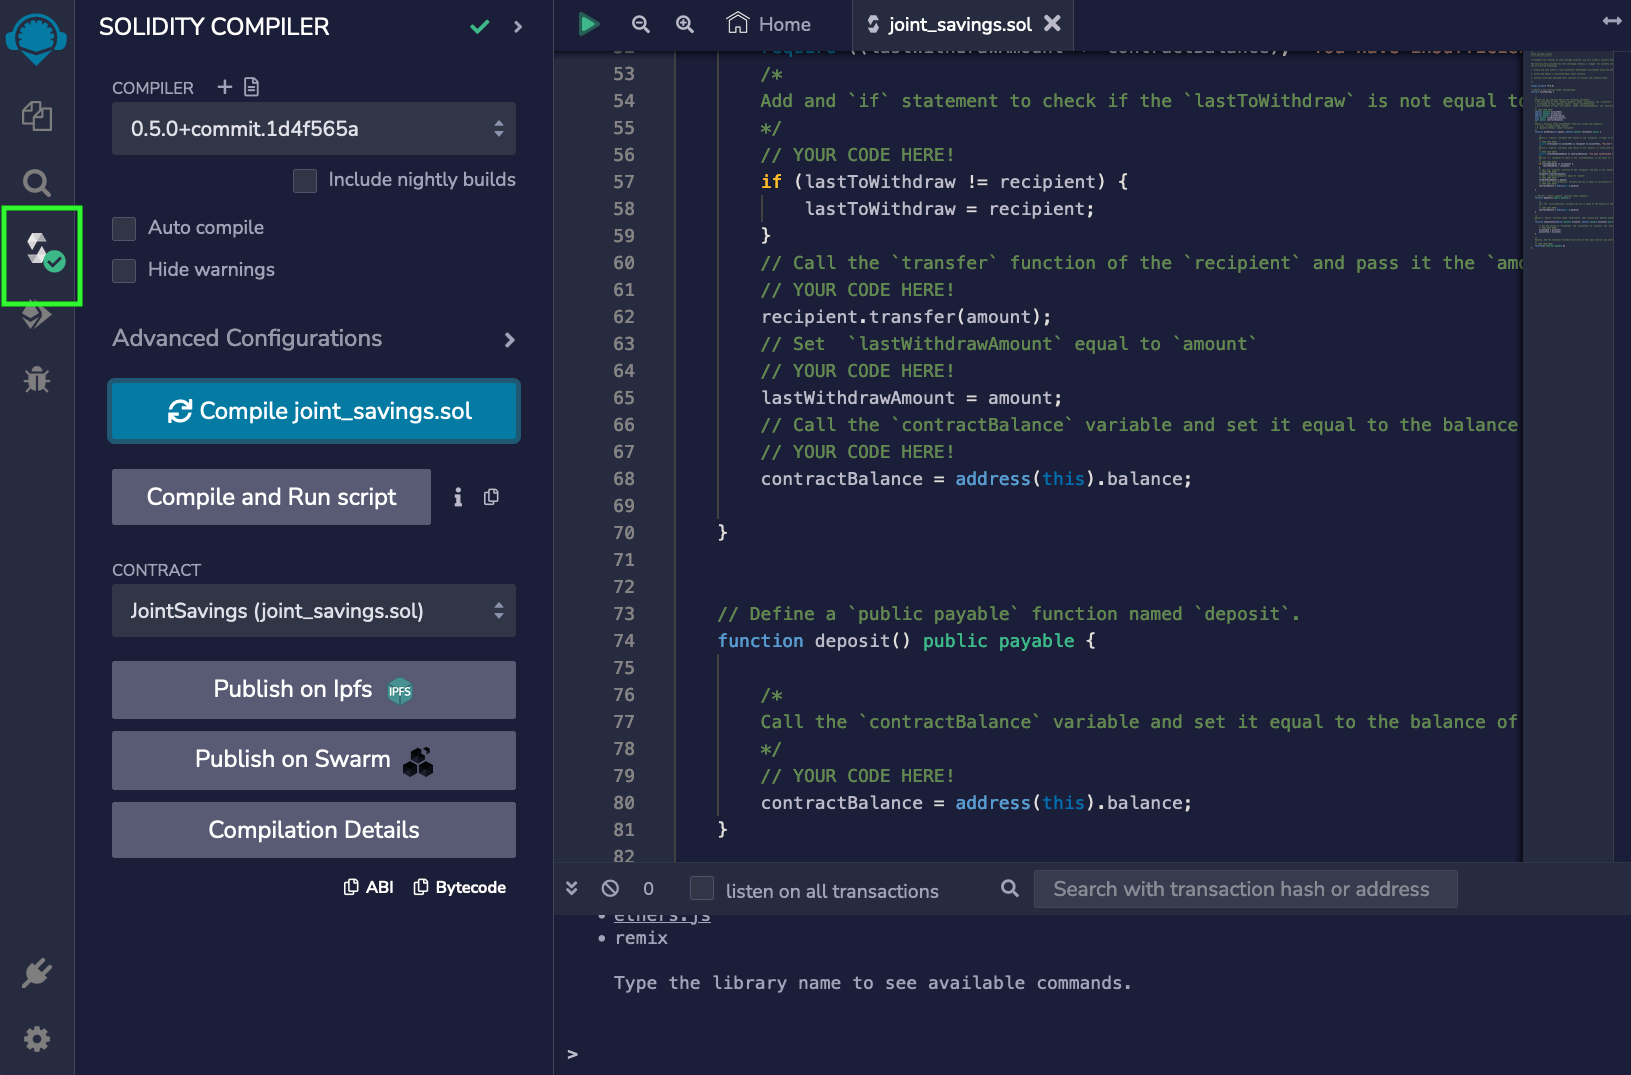 SOLIDITY COMPILER
COMPILER
0.5.0+commit.1d4f565a
Include nightly builds
Auto compile
Hide warnings
Advanced Configurations
Compile joint_savings.sol
Compile and Run script
CONTRACT
JointSavings (joint_savings.sol)
Publish on Ipfs
IPFS
Publish on Swarm
Compilation Details
ABI
Bytecode
Home
joint_savings.sol
53 /*
54 Add and `if` statement to check if the `lastToWithdraw` is not equal to
55 */
56 // YOUR CODE HERE!
57 if (lastToWithdraw != recipient) {
58 lastToWithdraw = recipient;
59 }
60 // Call the `transfer` function of the `recipient` and pass it the `amo
61 // YOUR CODE HERE!
62 recipient.transfer(amount);
63 // Set  `lastWithdrawAmount` equal to `amount`
64 // YOUR CODE HERE!
65 lastWithdrawAmount = amount;
66 // Call the `contractBalance` variable and set it equal to the balance
67 // YOUR CODE HERE!
68 contractBalance = address(this).balance;
69
70 }
71
72
73 // Define a `public payable` function named `deposit`.
74 function deposit() public payable {
75
76 /*
77 Call the `contractBalance` variable and set it equal to the balance of
78 */
79 // YOUR CODE HERE!
80 contractBalance = address(this).balance;
81 }
82
0
listen on all transactions
Search with transaction hash or address
• ethers.js
• remix
Type the library name to see available commands.
>